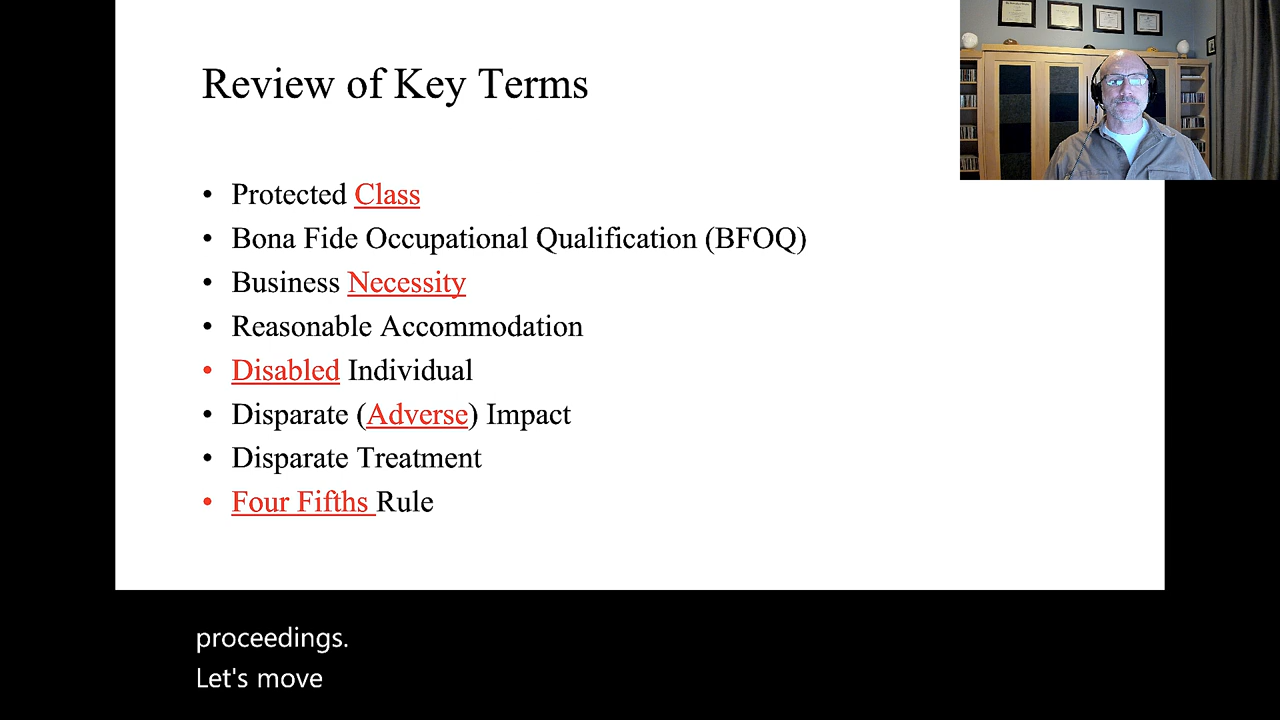 Review of Key Terms
• Protected Class
• Bona Fide Occupational Qualification (BFOQ)
• Business Necessity
• Reasonable Accommodation
• Disabled Individual
• Disparate (Adverse) Impact
• Disparate Treatment
• Four Fifths Rule
proceedings.
Let's move